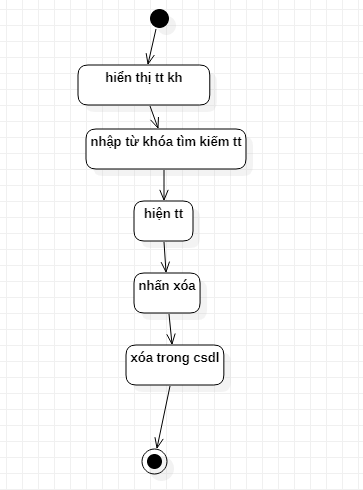 hiển thị tt kh
nhập từ khóa tìm kiếm tt
hiện tt
nhấn xóa
xóa trong csdl